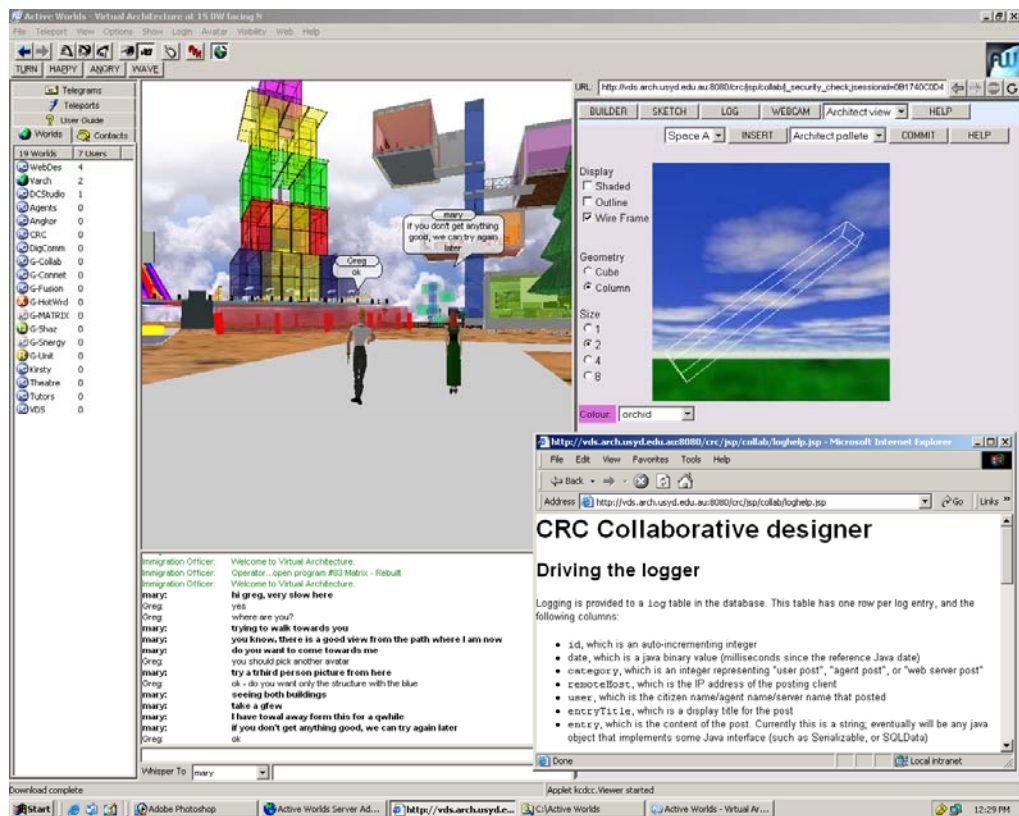 Active Worlds - Virtual Architecture at 15 0W facing N
File Teleport View Options Show Login Avatar Visibility Web Help
TURN HAPPY ANGRY WAVE
Telegrams
Teleports
User Guide
Worlds Contacts
19 Worlds 7 Users
WebDes 4
Varch 2
DCStudio 1
Agents 0
Angkor 0
CRC 0
DigComm 0
G-Collab 0
G-Connet 0
G-Fusion 0
G-HotWrd 0
G-MATRIX 0
G-Shaz 0
G-Snergy 0
G-Unit 0
Kirsty 0
Theatre 0
Tutors 0
VDS 0
mary
if you don't get anything
good, we can try again
later
Greg
ok
URL: http://vds.arch.usyd.edu.au:8080/crc/jsp/collab/j_security_check;jsessionid=0B1740C0D4
BUILDER SKETCH LOG WEBCAM Architect view HELP
Space A INSERT Architect pallete COMMIT HELP
Display
Shaded
Outline
Wire Frame
Geometry
Cube
Column
Size
1
2
4
8
Colour: orchid
Immigration Officer: Welcome to Virtual Architecture.
Immigration Officer: Operator...open program #03 Matrix - Rebuilt
Immigration Officer: Welcome to Virtual Architecture.
mary: hi greg, very slow here
Greg: yes
Greg: where are you?
mary: trying to walk towards you
mary: you know, there is a good view from the path where I am now
mary: do you want to come towards me
Greg: you should pick another avatar
mary: try a trhird person picture from here
Greg: ok - do you want only the structure with the blue
mary: seeing both buildings
mary: take a gfew
mary: I have towal away form this for a qwhile
mary: if you don't get anything good, we can try again later
Greg: ok
Whisper To mary
http://vds.arch.usyd.edu.au:8080/crc/jsp/collab/loghelp.jsp - Microsoft Internet Explorer
File Edit View Favorites Tools Help
Back
Address http://vds.arch.usyd.edu.au:8080/crc/jsp/collab/loghelp.jsp Go Links »
CRC Collaborative designer
Driving the logger
Logging is provided to a log table in the database. This table has one row per log entry, and the
following columns:
• id, which is an auto-incrementing integer
• date, which is a java binary value (milliseconds since the reference Java date)
• category, which is an integer representing "user post", "agent post", or "web server post"
• remoteHost, which is the IP address of the posting client
• user, which is the citizen name/agent name/server name that posted
• entryTitle, which is a display title for the post
• entry, which is the content of the post. Currently this is a string; eventually will be any java
object that implements some Java interface (such as Serializable, or SQLData)
Done Local intranet
Download complete Applet kcdcc.Viewer started
Start Adobe Photoshop Active Worlds Server Ad... http://vds.arch.usyd.e... C:\Active Worlds Active Worlds - Virtual Ar... 12:29 PM